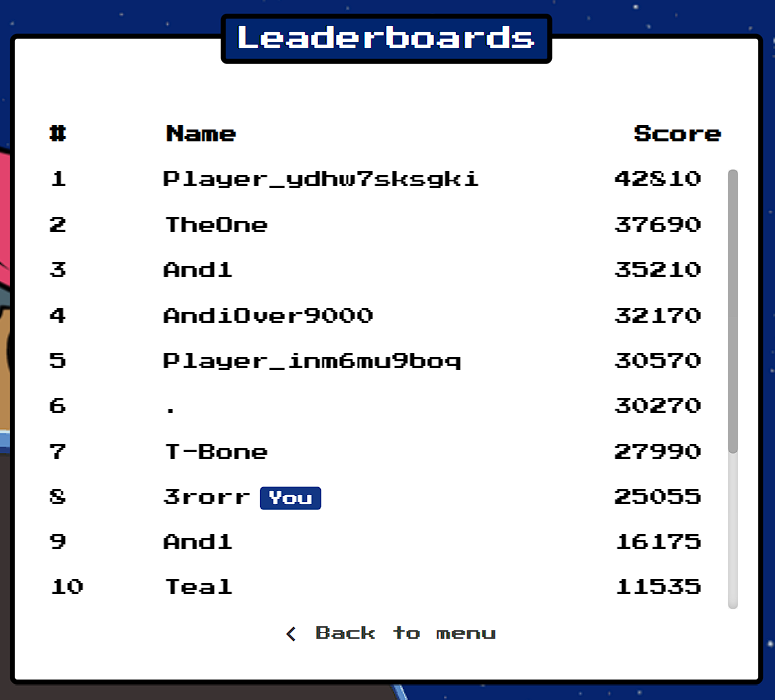 Leaderboards
# Name Score
1 Player_ydhw7sksgki 42810
2 TheOne 37690
3 And1 35210
4 AndiOver9000 32170
5 Player_inm6mu9boq 30570
6 . 30270
7 T-Bone 27990
8 3rorr You 25055
9 And1 16175
10 Teal 11535
< Back to menu